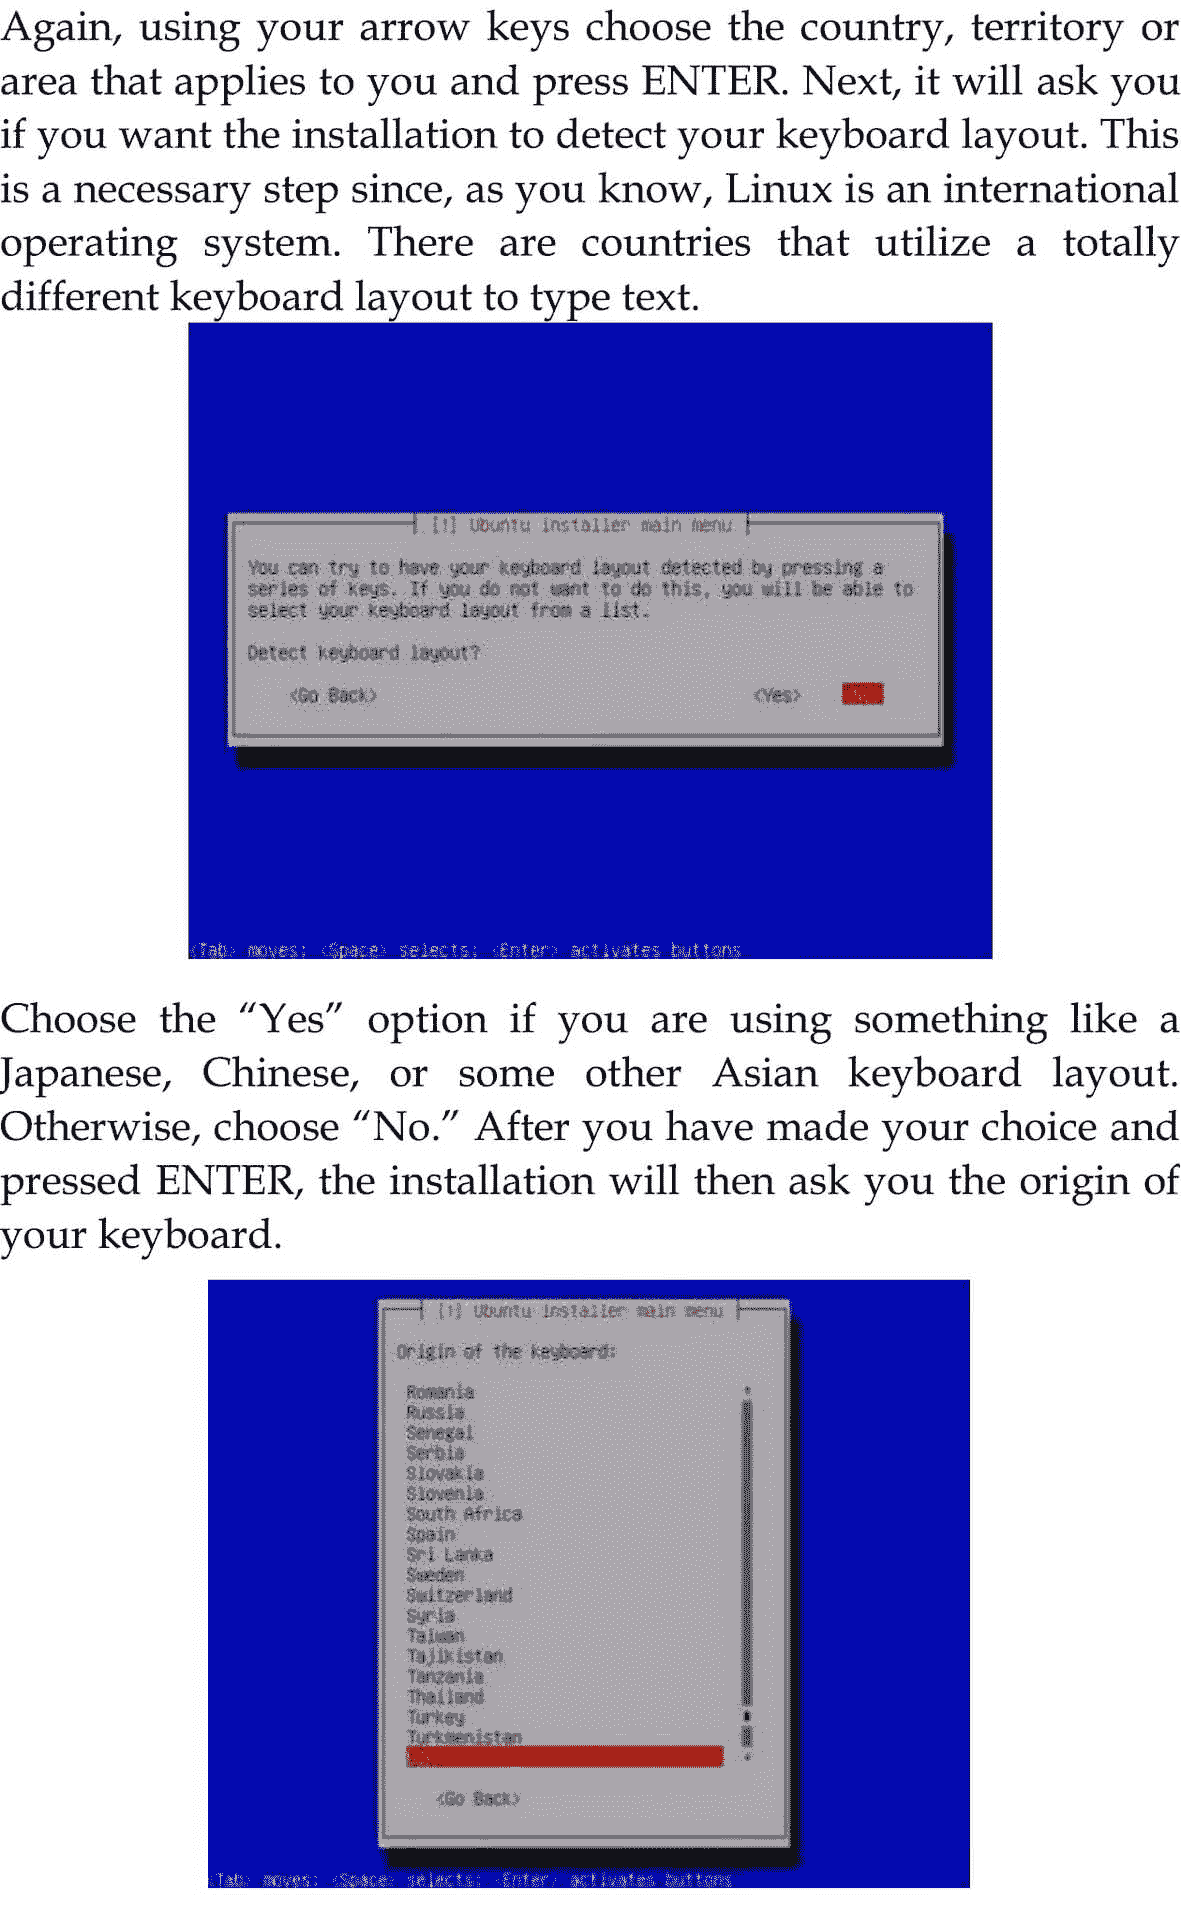 Again, using your arrow keys choose the country, territory or
area that applies to you and press ENTER. Next, it will ask you
if you want the installation to detect your keyboard layout. This
is a necessary step since, as you know, Linux is an international
operating system. There are countries that utilize a totally
different keyboard layout to type text.
[!] Ubuntu installer main menu
You can try to have your keyboard layout detected by pressing a
series of keys. If you do not want to do this, you will be able to
select your keyboard layout from a list.
Detect keyboard layout?
<Go Back> <Yes>
<Tab> moves; <Space> selects; <Enter> activates buttons
Choose the “Yes” option if you are using something like a
Japanese, Chinese, or some other Asian keyboard layout.
Otherwise, choose “No.” After you have made your choice and
pressed ENTER, the installation will then ask you the origin of
your keyboard.
[!] Ubuntu installer main menu
Origin of the keyboard:
Romania
Russia
Senegal
Serbia
Slovakia
Slovenia
South Africa
Spain
Sri Lanka
Sweden
Switzerland
Syria
Taiwan
Tajikistan
Tanzania
Thailand
Turkey
Turkmenistan
<Go Back>
<Tab> moves; <Space> selects; <Enter> activates buttons